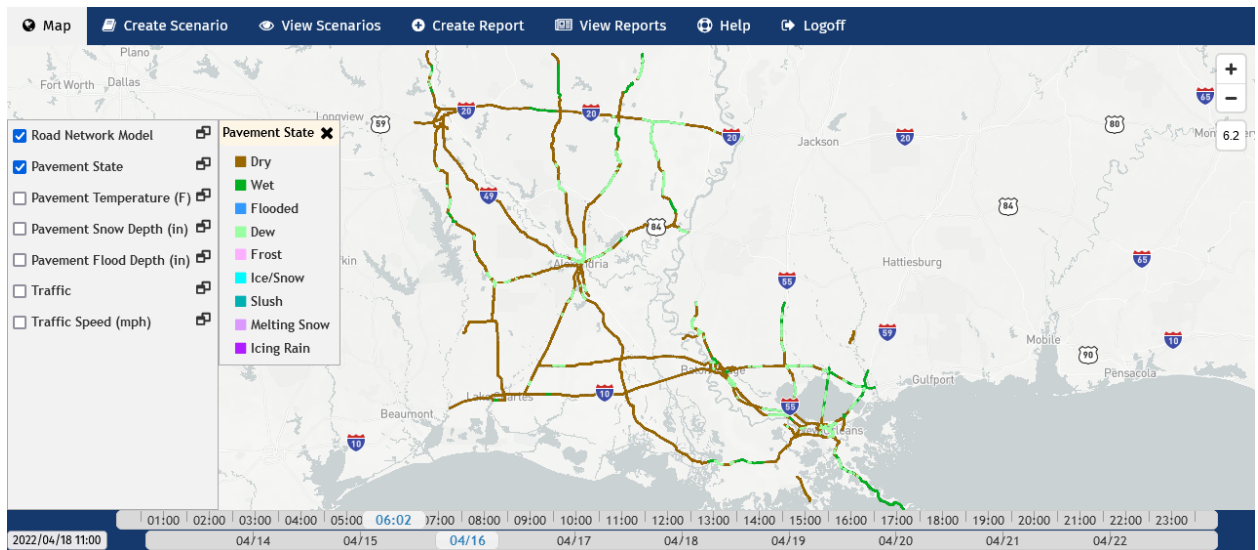 Map Create Scenario View Scenarios Create Report View Reports Help Logoff
Plano
Fort Worth Dallas
Longview 59
20 20 20 20 65 80
Jackson
+
−
6.2
Road Network Model
Pavement State
Pavement Temperature (F)
Pavement Snow Depth (in)
Pavement Flood Depth (in)
Traffic
Traffic Speed (mph)
Pavement State
Dry
Wet
Flooded
Dew
Frost
Ice/Snow
Slush
Melting Snow
Icing Rain
49
84 84
Alexandria Hattiesburg 65
55
59
Mobile 10
90
Baton Rouge Gulfport Pensacola
Lake Charles 10
Beaumont 55
New Orleans
10
01:00 02:00 03:00 04:00 05:00 06:02 07:00 08:00 09:00 10:00 11:00 12:00 13:00 14:00 15:00 16:00 17:00 18:00 19:00 20:00 21:00 22:00 23:00
2022/04/18 11:00 04/14 04/15 04/16 04/17 04/18 04/19 04/20 04/21 04/22